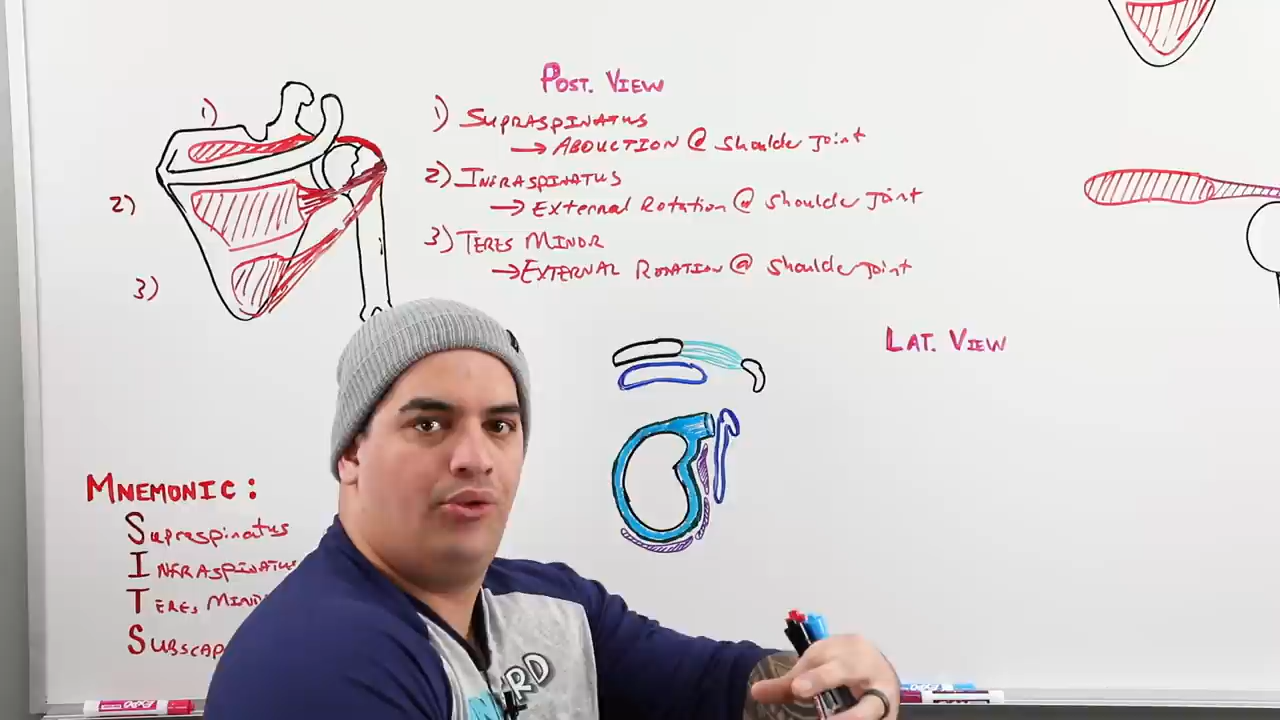 Post. View
1)
1) Supraspinatus
→ Abduction @ shoulder joint
2) Infraspinatus
→ External Rotation @ shoulder joint
3) Teres Minor
→ External Rotation @ shoulder joint
2)
3)
Lat. View
Mnemonic:
Supraspinatus
Infraspinatus
Teres Mino
Subscap